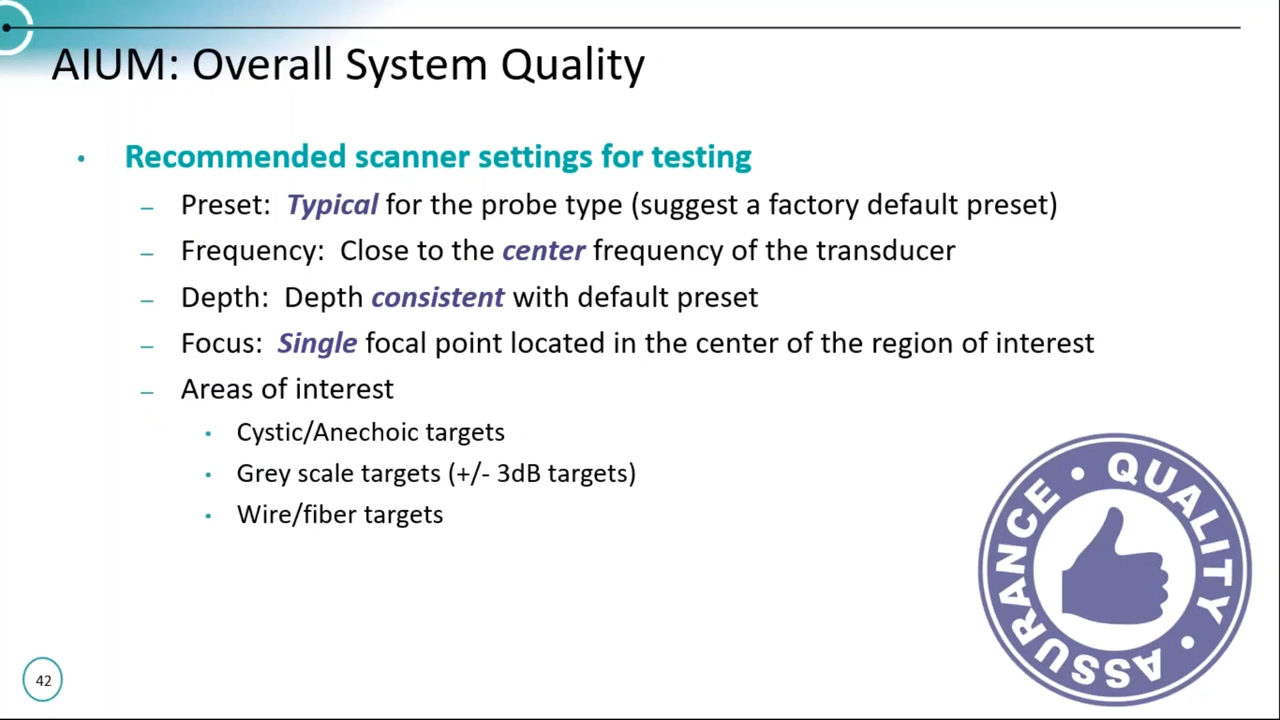 AIUM: Overall System Quality
• Recommended scanner settings for testing
– Preset: Typical for the probe type (suggest a factory default preset)
– Frequency: Close to the center frequency of the transducer
– Depth: Depth consistent with default preset
– Focus: Single focal point located in the center of the region of interest
– Areas of interest
• Cystic/Anechoic targets
• Grey scale targets (+/- 3dB targets)
• Wire/fiber targets
• QUALITY • ASSURANCE
42